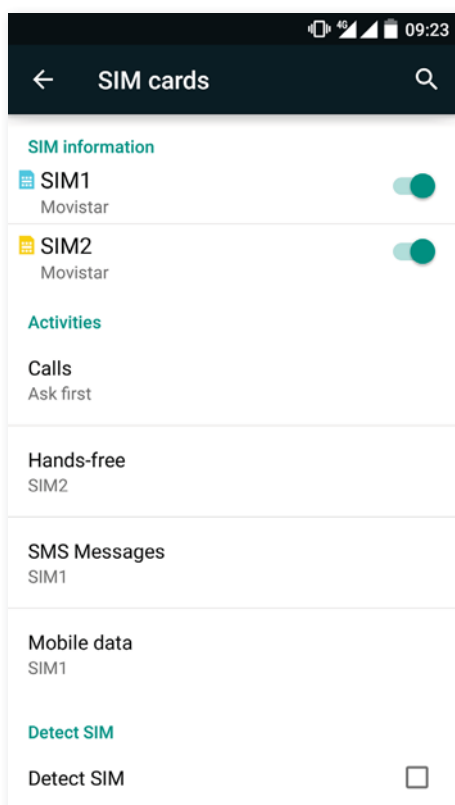 4G 09:23
SIM cards
SIM information
SIM1
Movistar
SIM2
Movistar
Activities
Calls
Ask first
Hands-free
SIM2
SMS Messages
SIM1
Mobile data
SIM1
Detect SIM
Detect SIM